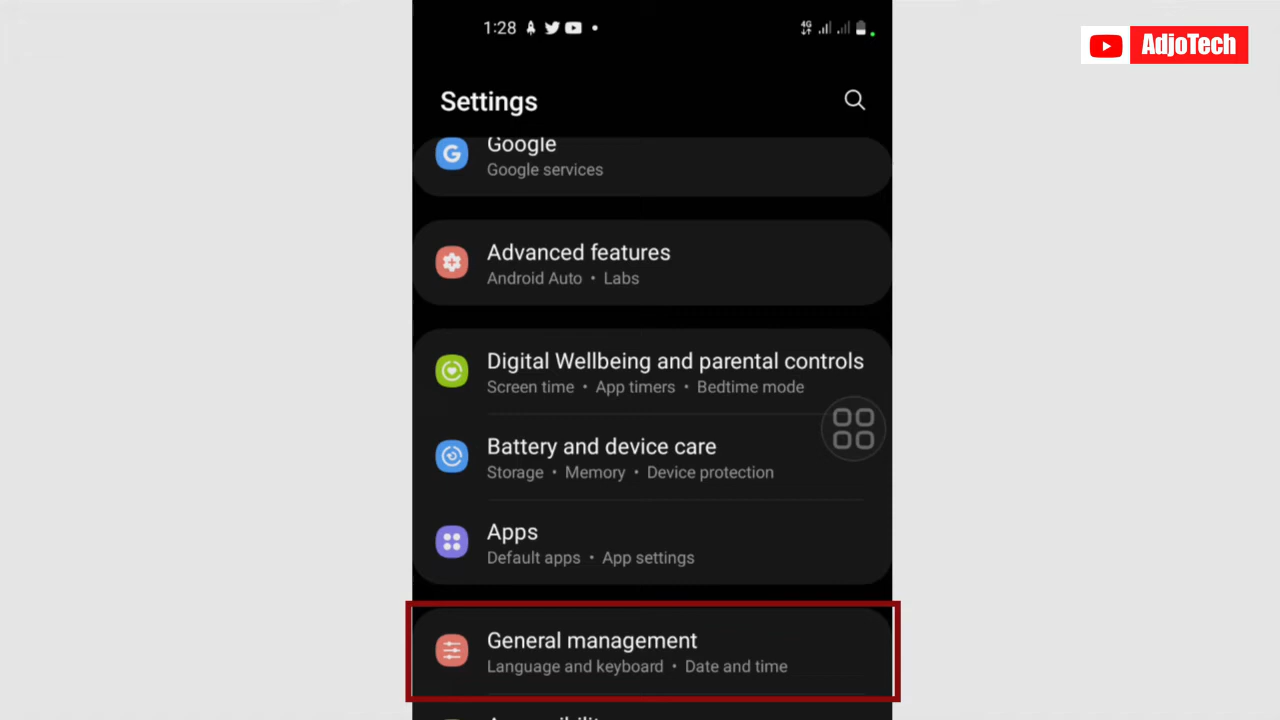 1:28
4G
AdjoTech
Settings
Google
Google services
Advanced features
Android Auto • Labs
Digital Wellbeing and parental controls
Screen time • App timers • Bedtime mode
Battery and device care
Storage • Memory • Device protection
Apps
Default apps • App settings
General management
Language and keyboard • Date and time